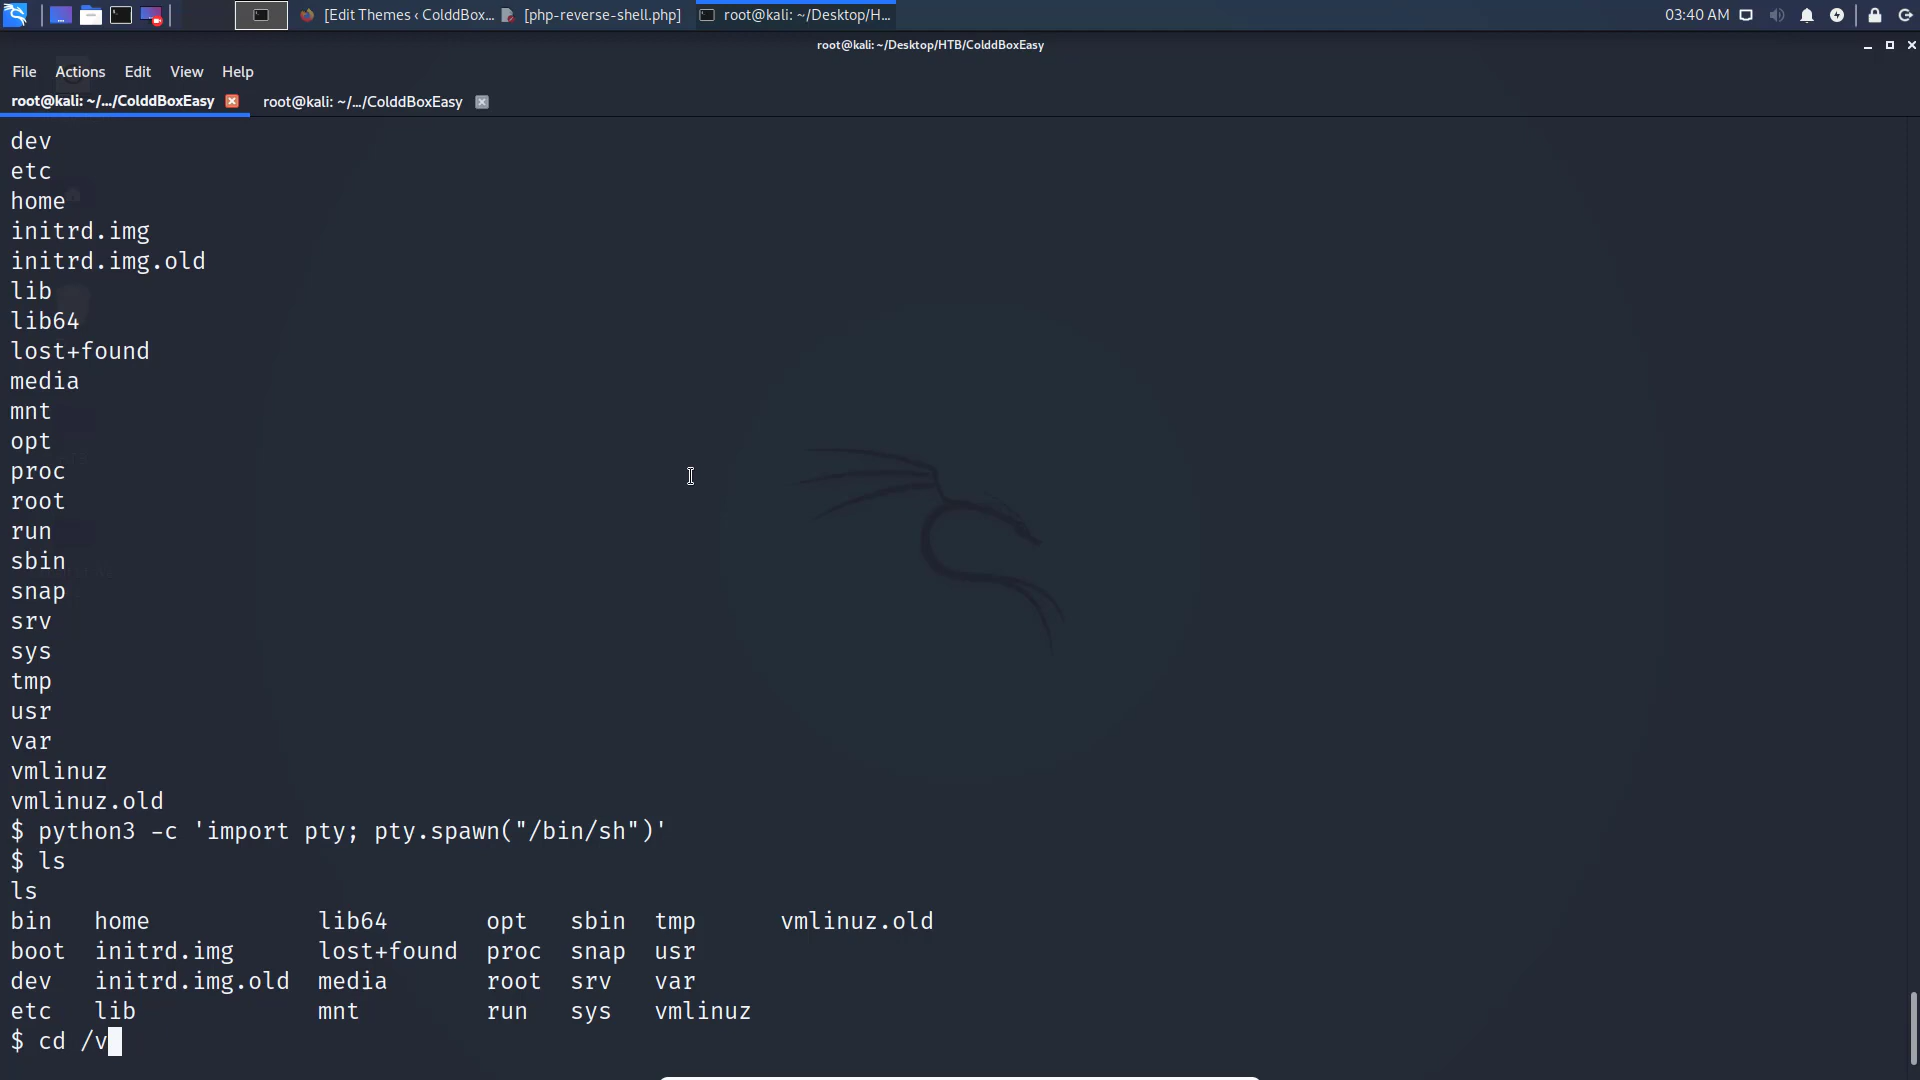 [Edit Themes ‹ ColddBox... [php-reverse-shell.php] root@kali: ~/Desktop/H... 03:40 AM
root@kali: ~/Desktop/HTB/ColddBoxEasy
File Actions Edit View Help
root@kali: ~/.../ColddBoxEasy root@kali: ~/.../ColddBoxEasy
dev
etc
home
initrd.img
initrd.img.old
lib
lib64
lost+found
media
mnt
opt
proc
root
run
sbin
snap
srv
sys
tmp
usr
var
vmlinuz
vmlinuz.old
$ python3 -c 'import pty; pty.spawn("/bin/sh")'
$ ls
ls
bin home lib64 opt sbin tmp vmlinuz.old
boot initrd.img lost+found proc snap usr
dev initrd.img.old media root srv var
etc lib mnt run sys vmlinuz
$ cd /v